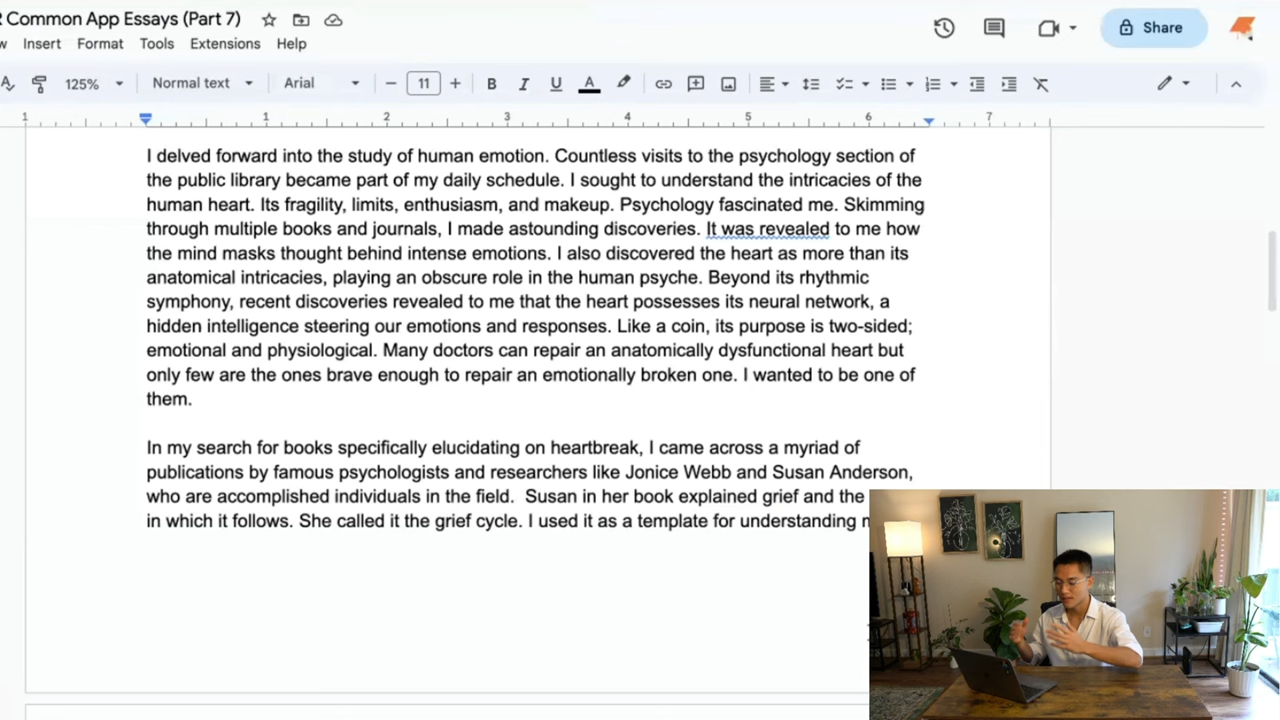 R Common App Essays (Part 7)
w Insert Format Tools Extensions Help
Share
125% Normal text Arial 11 B I U A
1 1 2 3 4 5 6 7
I delved forward into the study of human emotion. Countless visits to the psychology section of
the public library became part of my daily schedule. I sought to understand the intricacies of the
human heart. Its fragility, limits, enthusiasm, and makeup. Psychology fascinated me. Skimming
through multiple books and journals, I made astounding discoveries. It was revealed to me how
the mind masks thought behind intense emotions. I also discovered the heart as more than its
anatomical intricacies, playing an obscure role in the human psyche. Beyond its rhythmic
symphony, recent discoveries revealed to me that the heart possesses its neural network, a
hidden intelligence steering our emotions and responses. Like a coin, its purpose is two-sided;
emotional and physiological. Many doctors can repair an anatomically dysfunctional heart but
only few are the ones brave enough to repair an emotionally broken one. I wanted to be one of
them.
In my search for books specifically elucidating on heartbreak, I came across a myriad of
publications by famous psychologists and researchers like Jonice Webb and Susan Anderson,
who are accomplished individuals in the field.  Susan in her book explained grief and the
in which it follows. She called it the grief cycle. I used it as a template for understanding